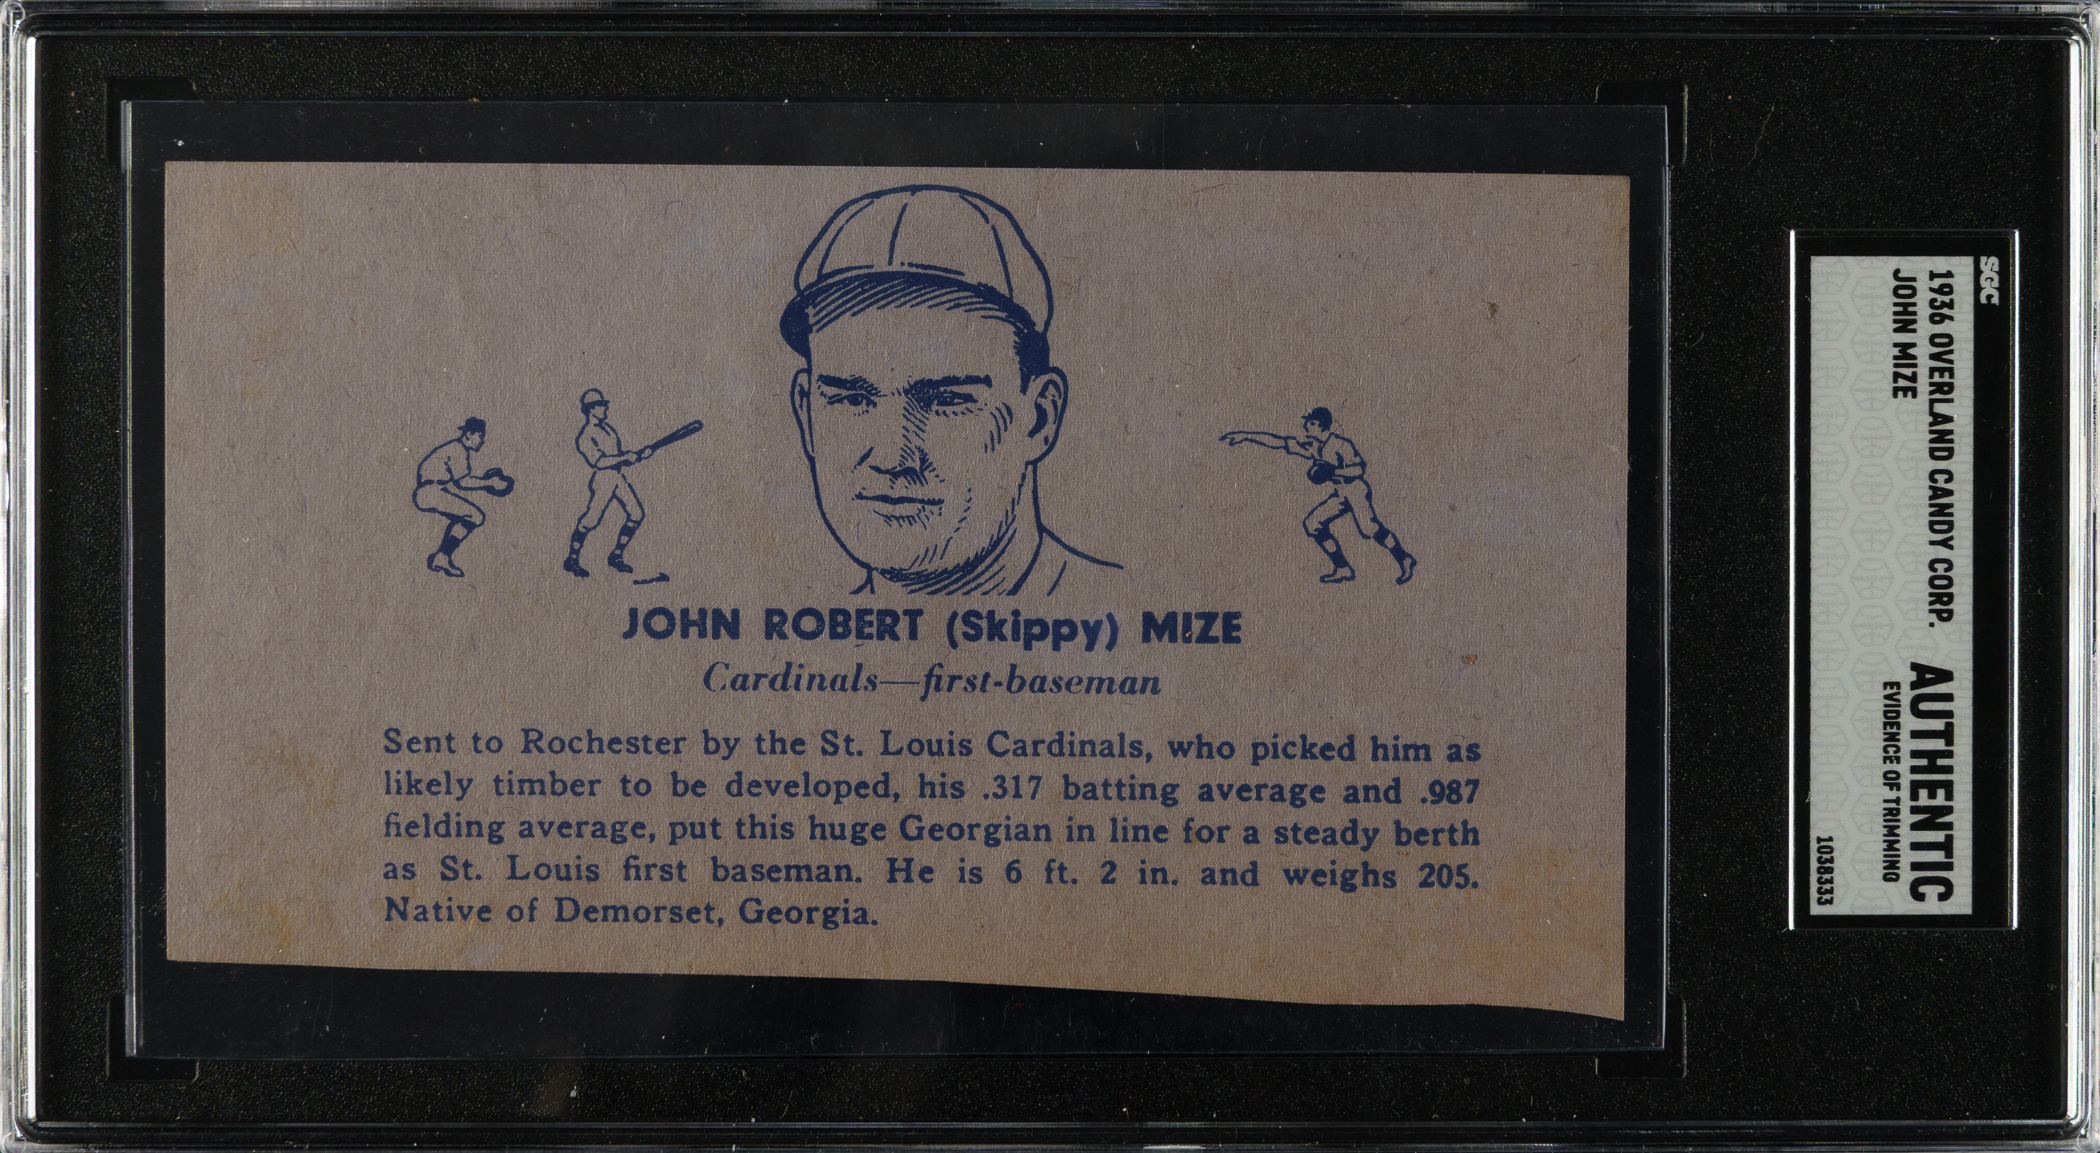 JOHN ROBERT (Skippy) MIZE
Cardinals—first-baseman
Sent to Rochester by the St. Louis Cardinals, who picked him as
likely timber to be developed, his .317 batting average and .987
fielding average, put this huge Georgian in line for a steady berth
as St. Louis first baseman. He is 6 ft. 2 in. and weighs 205.
Native of Demorset, Georgia.
SGC
1936 OVERLAND CANDY CORP.
JOHN MIZE
AUTHENTIC
EVIDENCE OF TRIMMING
1038333